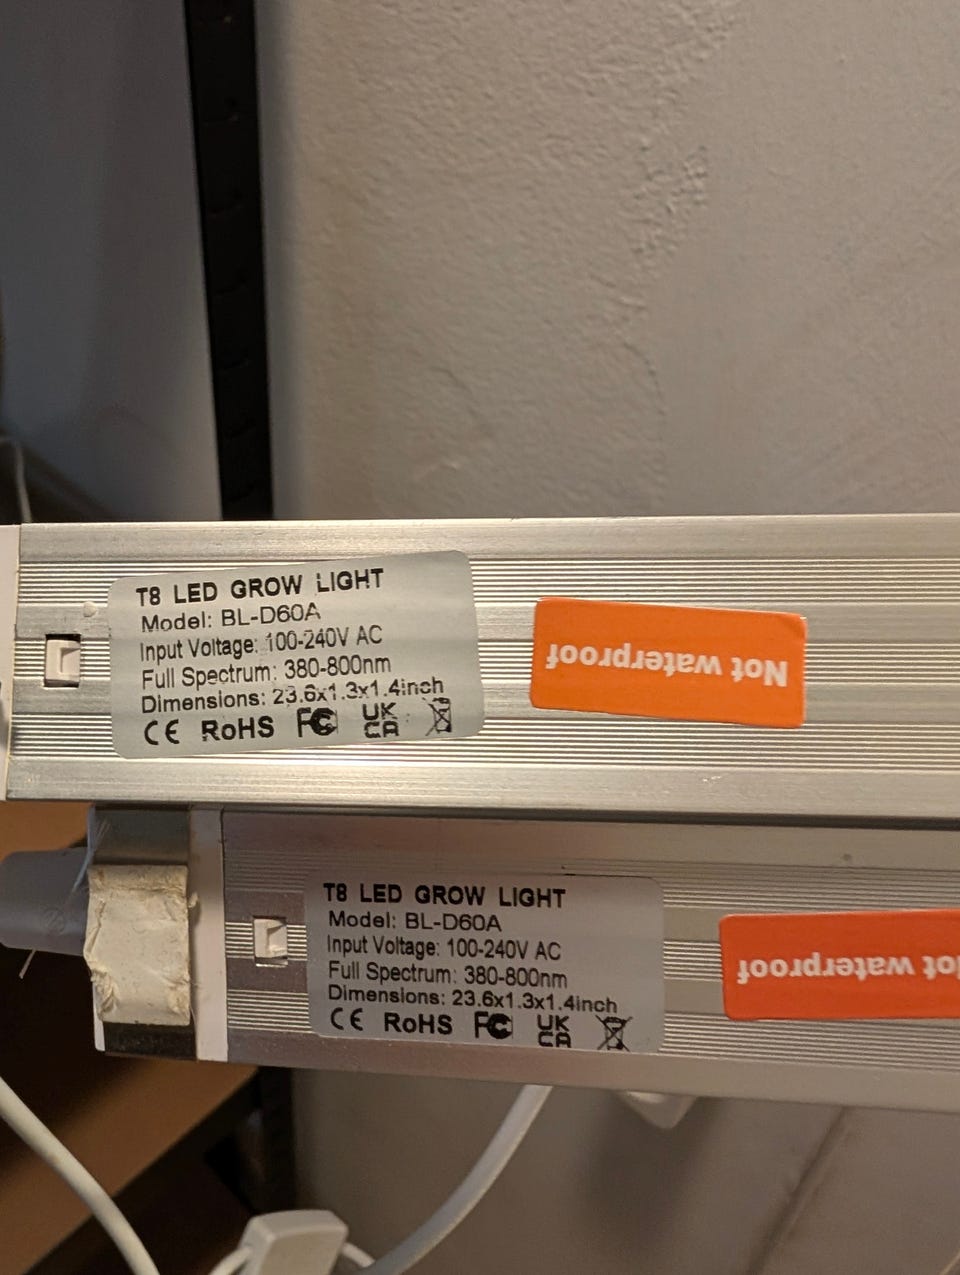 T8 LED GROW LIGHT
Model: BL-D60A
Input Voltage: 100-240V AC
Full Spectrum: 380-800nm
Dimensions: 23.6x1.3x1.4inch
CE RoHS FC UK
CA
Not waterproof
T8 LED GROW LIGHT
Model: BL-D60A
Input Voltage: 100-240V AC
Full Spectrum: 380-800nm
Dimensions: 23.6x1.3x1.4inch
CE RoHS FC UK
CA
ot waterproof